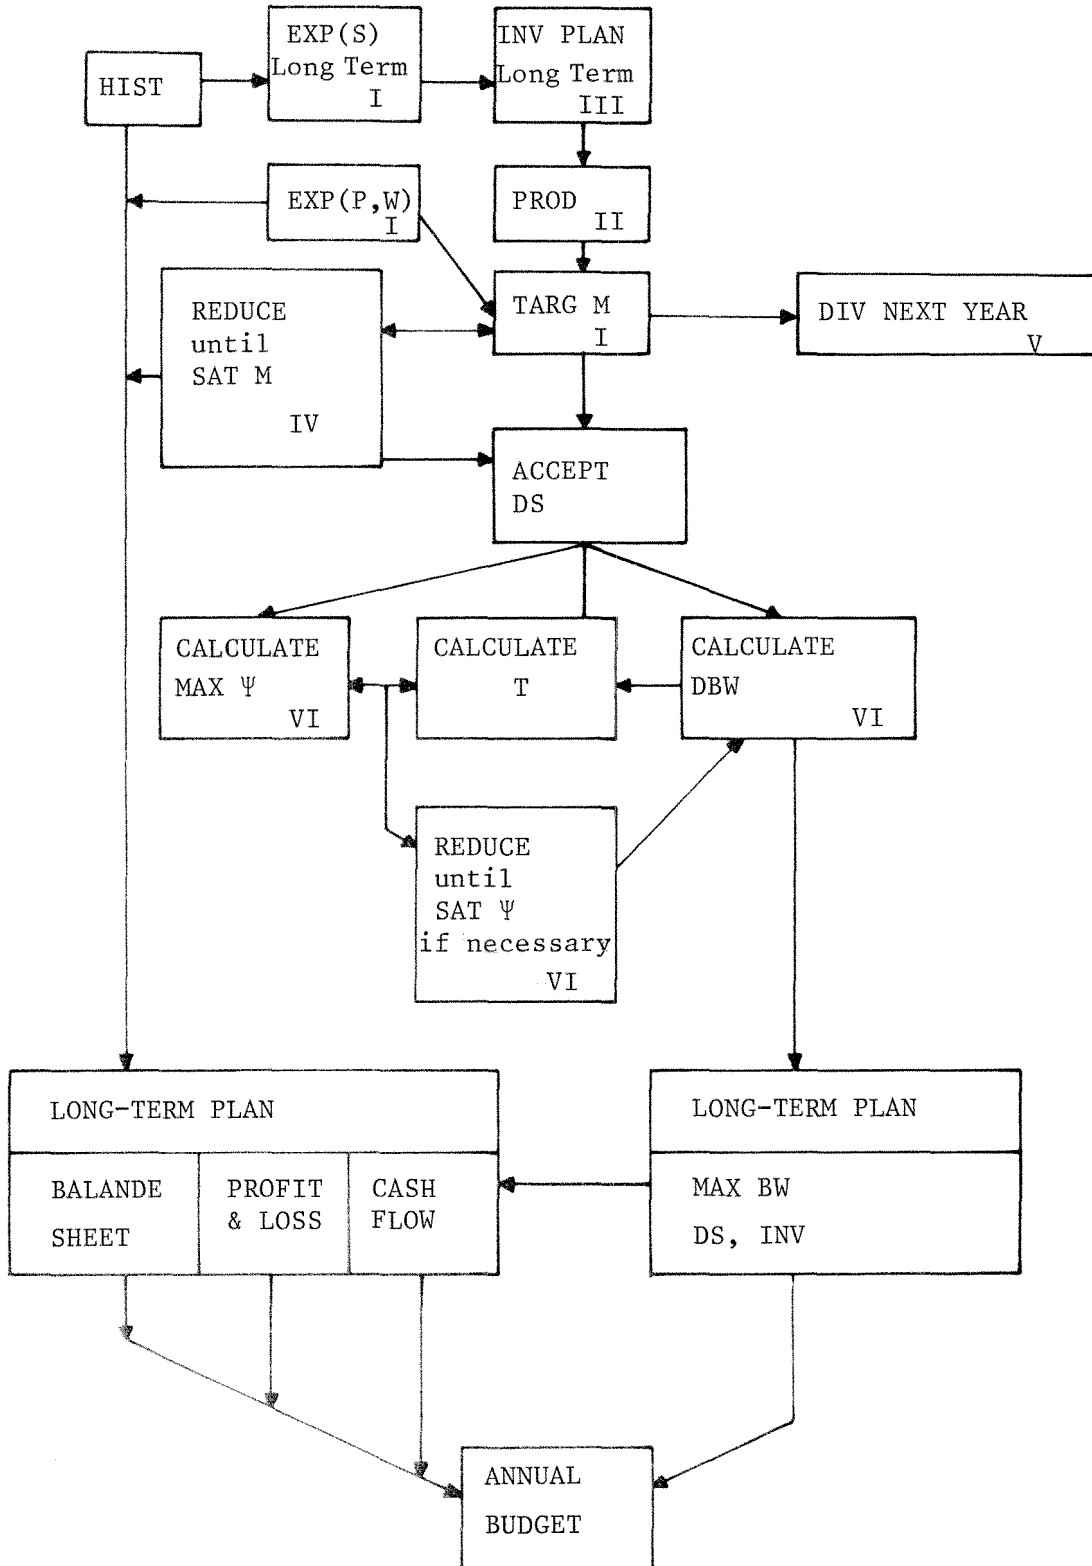 EXP(S)
Long Term
I
INV PLAN
Long Term
III
HIST
EXP(P,W)
I
PROD
II
REDUCE
until
SAT M
IV
TARG M
I
DIV NEXT YEAR
V
ACCEPT
DS
CALCULATE
MAX Ψ
VI
CALCULATE
T
CALCULATE
DBW
VI
REDUCE
until
SAT Ψ
if necessary
VI
LONG-TERM PLAN
BALANDE
SHEET
PROFIT
& LOSS
CASH
FLOW
LONG-TERM PLAN
MAX BW
DS, INV
ANNUAL
BUDGET